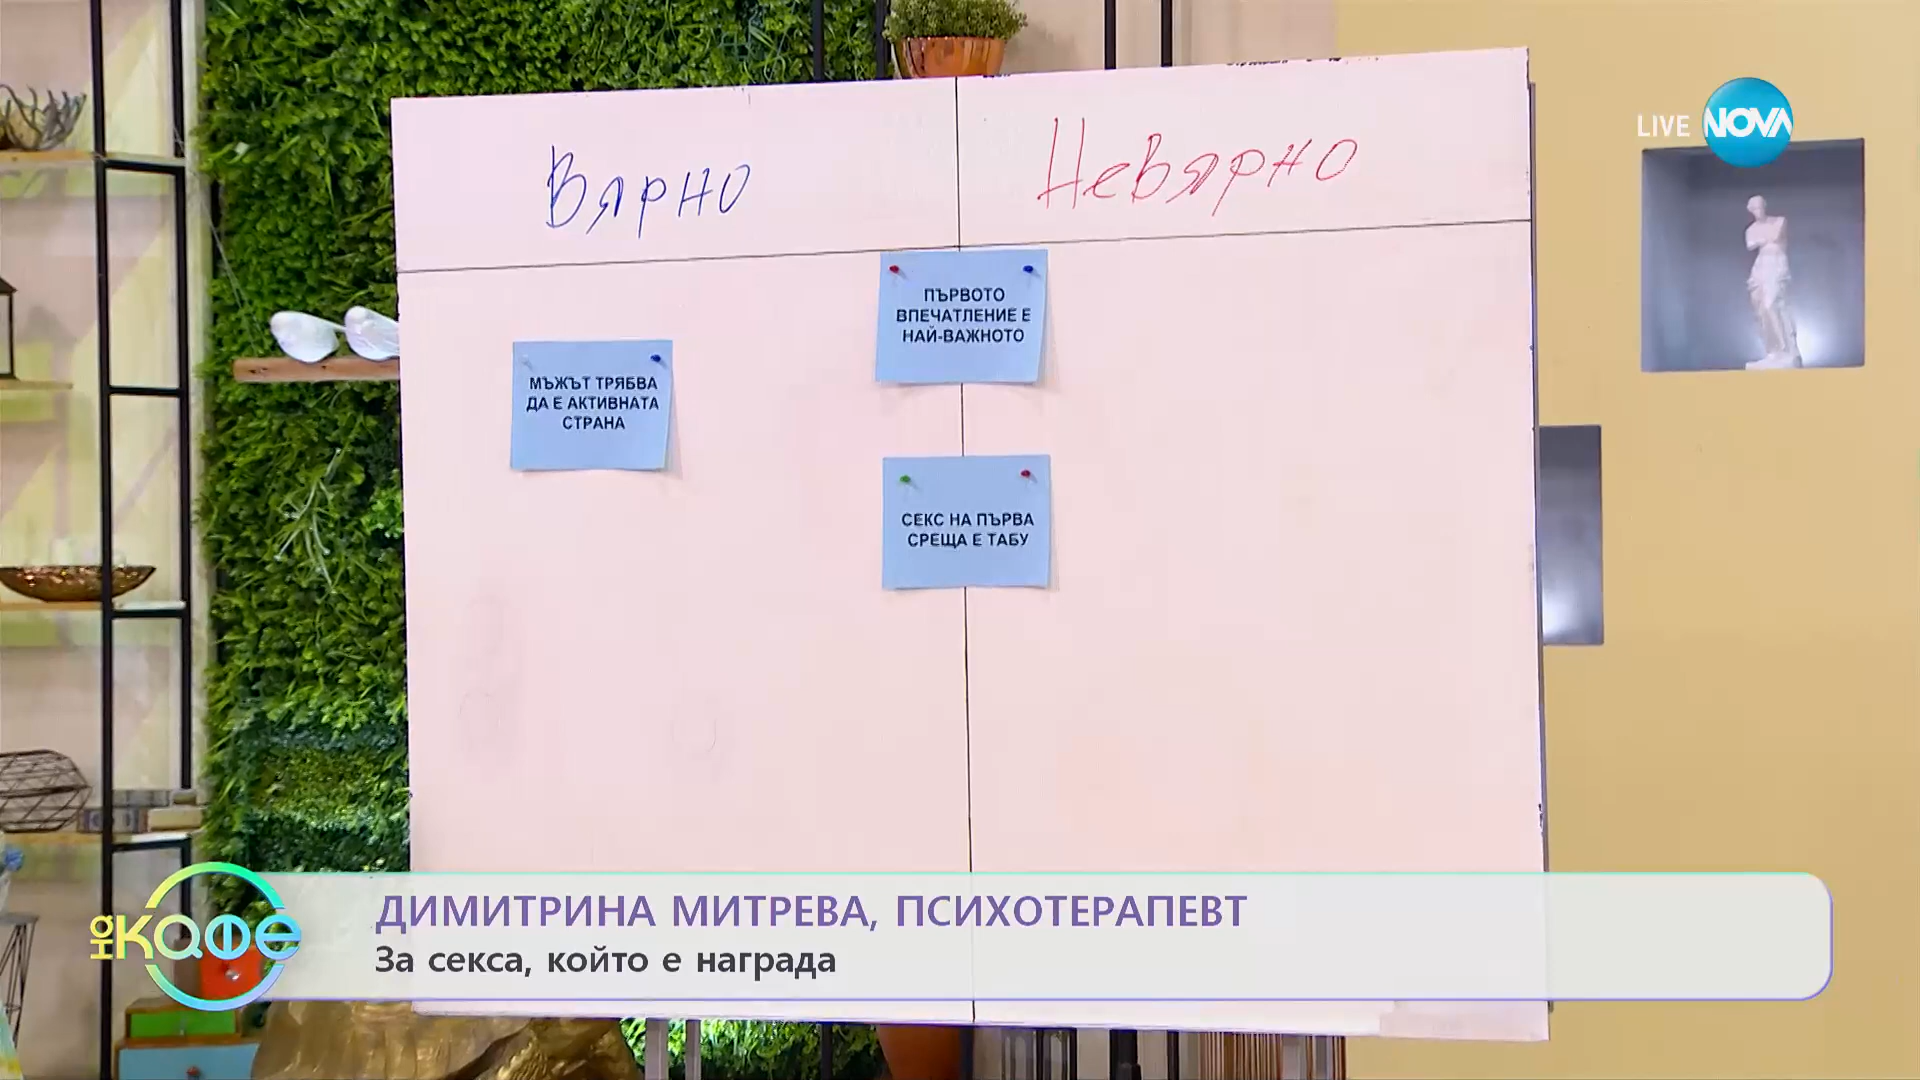 LIVE NOVA
Вярно
Невярно
ПЪРВОТО
ВПЕЧАТЛЕНИЕ Е
НАЙ-ВАЖНОТО
МЪЖЪТ ТРЯБВА
ДА Е АКТИВНАТА
СТРАНА
СЕКС НА ПЪРВА
СРЕЩА Е ТАБУ
на кафе
ДИМИТРИНА МИТРЕВА, ПСИХОТЕРАПЕВТ
За секса, който е награда